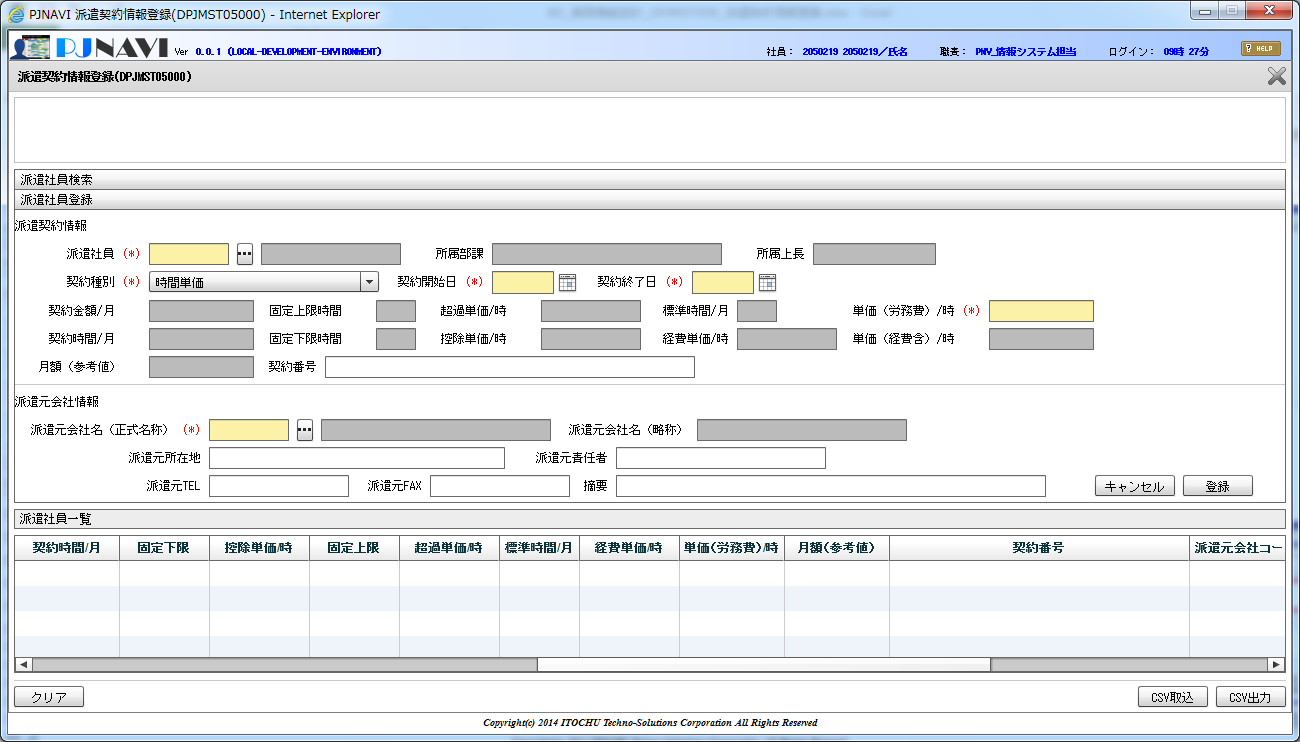 PJNAVI 派遣契約情報登録(DPJMST05000) - Internet Explorer
PJNAVI Ver 0.0.1 (LOCAL-DEVELOPMENT-ENVIRONMENT) 社員： 2050219 2050219／氏名 職責： PNV_情報システム担当 ログイン： 09時 27分 ? HELP
派遣契約情報登録(DPJMST05000)
派遣社員検索
派遣社員登録
派遣契約情報
派遣社員 (*) 所属部課 所属上長
契約種別 (*) 時間単価 契約開始日 (*) 契約終了日 (*)
契約金額/月 固定上限時間 超過単価/時 標準時間/月 単価（労務費）/時 (*)
契約時間/月 固定下限時間 控除単価/時 経費単価/時 単価（経費含）/時
月額（参考値） 契約番号
派遣元会社情報
派遣元会社名（正式名称） (*) 派遣元会社名（略称）
派遣元所在地 派遣元責任者
派遣元TEL 派遣元FAX 摘要 キャンセル 登録
派遣社員一覧
契約時間/月 固定下限 控除単価/時 固定上限 超過単価/時 標準時間/月 経費単価/時 単価(労務費)/時 月額(参考値) 契約番号 派遣元会社コー
クリア CSV取込 CSV出力
Copyright(c) 2014 ITOCHU Techno-Solutions Corporation All Rights Reserved